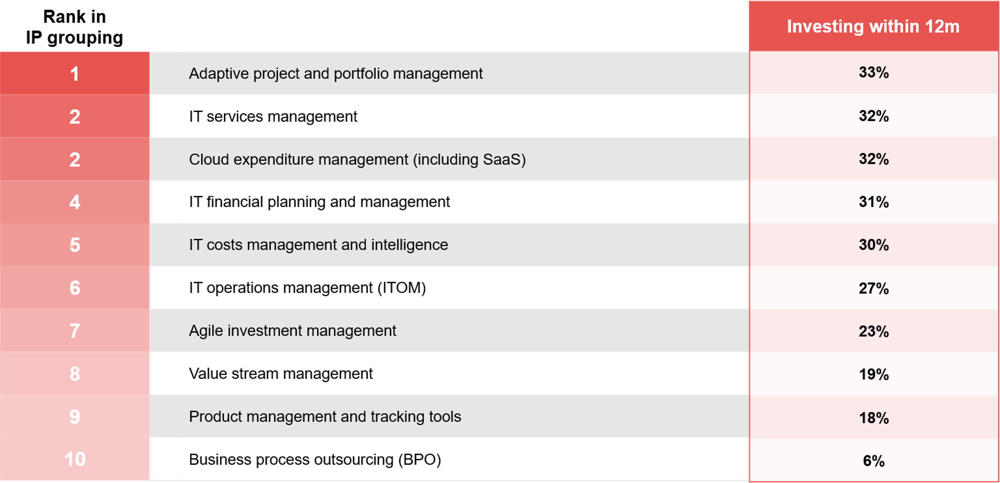 Rank in
IP grouping
Investing within 12m
1 Adaptive project and portfolio management 33%
2 IT services management 32%
2 Cloud expenditure management (including SaaS) 32%
4 IT financial planning and management 31%
5 IT costs management and intelligence 30%
6 IT operations management (ITOM) 27%
7 Agile investment management 23%
8 Value stream management 19%
9 Product management and tracking tools 18%
10 Business process outsourcing (BPO) 6%